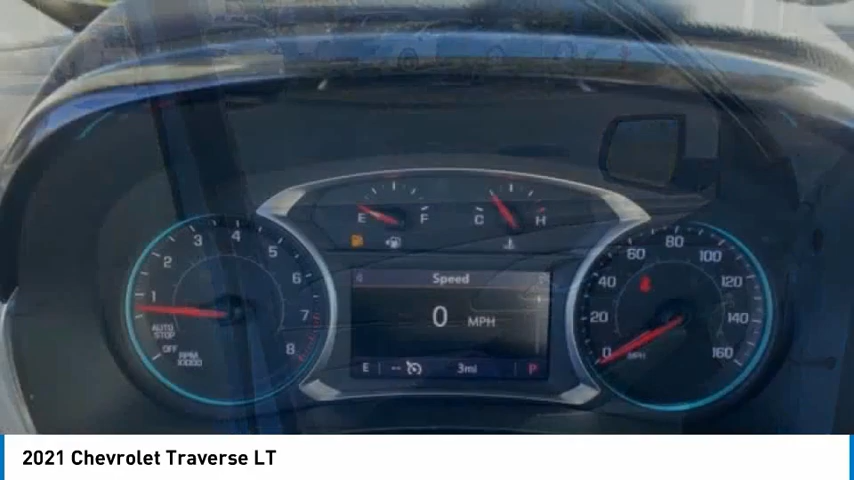 E F C H
1 2 3 4 5 6 7 8
AUTO
STOP
OFF
RPM
X1000
Speed
0 MPH
E -- 3mi P
0 20 40 60 80 100 120 140 160
MPH
2021 Chevrolet Traverse LT